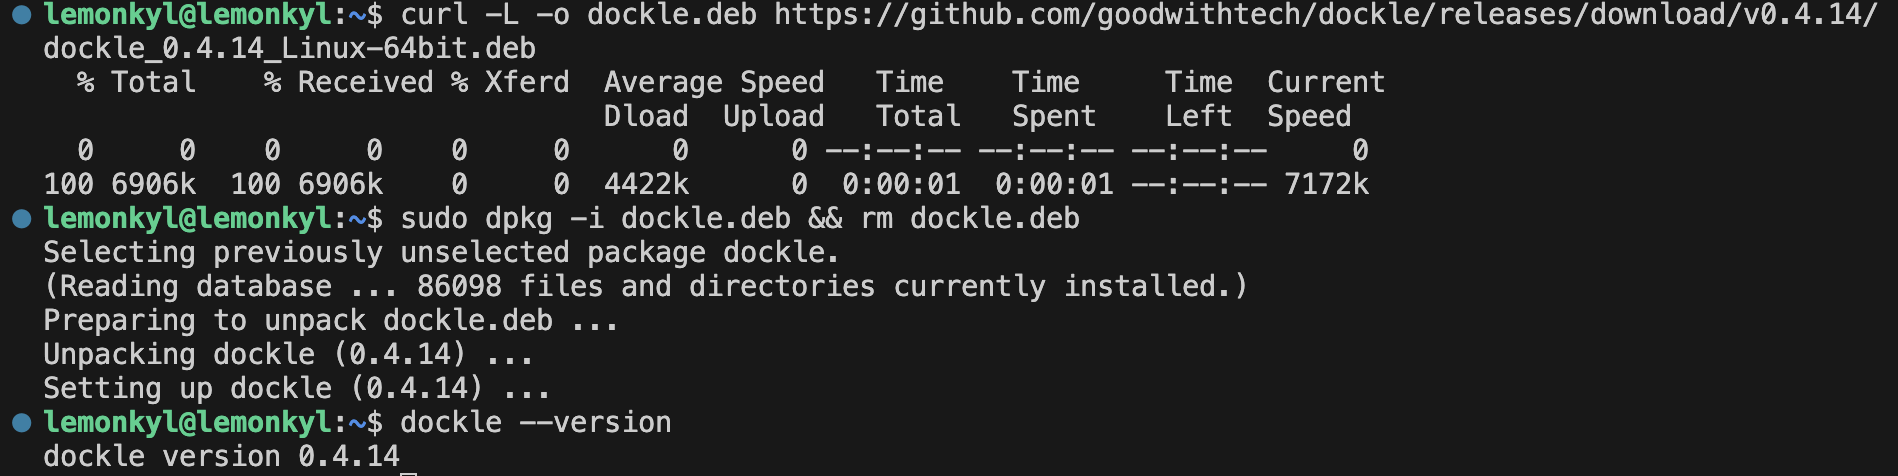 lemonkyl@lemonkyl:~$ curl -L -o dockle.deb https://github.com/goodwithtech/dockle/releases/download/v0.4.14/
dockle_0.4.14_Linux-64bit.deb
  % Total    % Received % Xferd  Average Speed   Time    Time     Time  Current
                                 Dload  Upload   Total   Spent    Left  Speed
  0     0    0     0    0     0      0      0 --:--:-- --:--:-- --:--:--     0
100 6906k  100 6906k    0     0  4422k      0  0:00:01  0:00:01 --:--:-- 7172k
lemonkyl@lemonkyl:~$ sudo dpkg -i dockle.deb && rm dockle.deb
Selecting previously unselected package dockle.
(Reading database ... 86098 files and directories currently installed.)
Preparing to unpack dockle.deb ...
Unpacking dockle (0.4.14) ...
Setting up dockle (0.4.14) ...
lemonkyl@lemonkyl:~$ dockle --version
dockle version 0.4.14